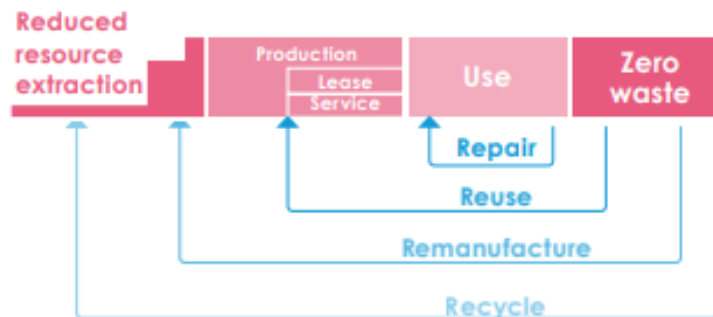 Reduced
resource
extraction
Production
Lease
Service
Use
Zero
waste
Repair
Reuse
Remanufacture
Recycle